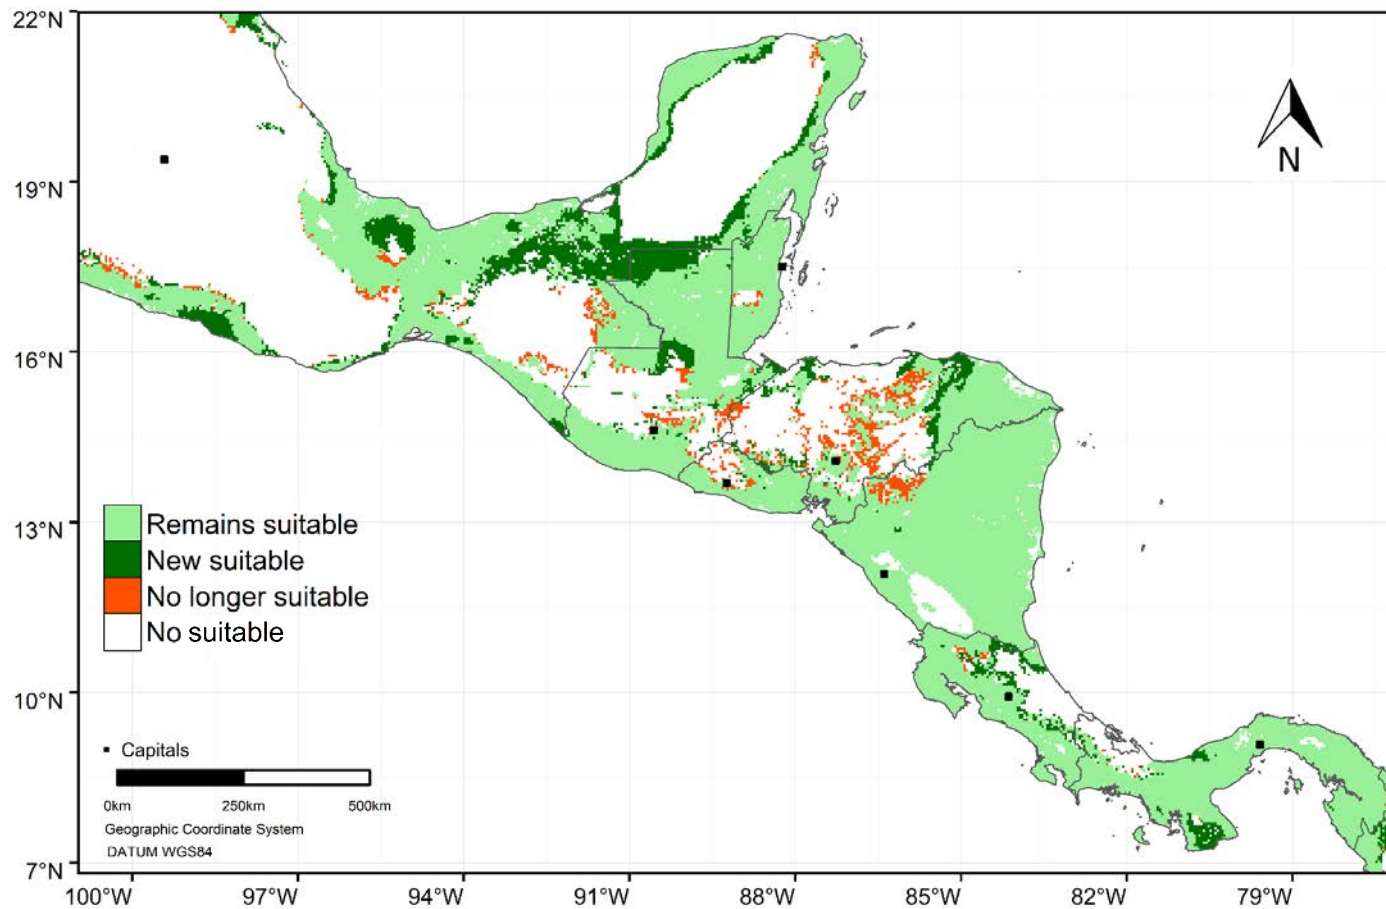 22°N
19°N
16°N
13°N
10°N
7°N
N
Remains suitable
New suitable
No longer suitable
No suitable
Capitals
0km 250km 500km
Geographic Coordinate System
DATUM WGS84
100°W 97°W 94°W 91°W 88°W 85°W 82°W 79°W